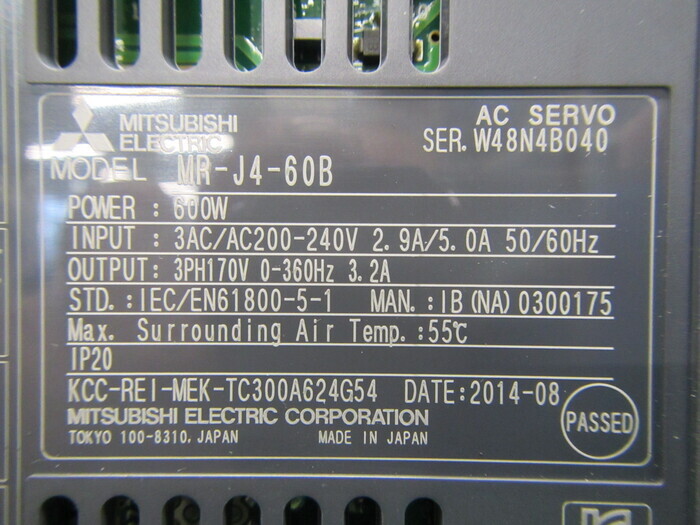 MITSUBISHI
ELECTRIC
AC SERVO
SER. W48N4B040
MODEL MR-J4-60B
POWER : 600W
INPUT : 3AC/AC200-240V 2.9A/5.0A 50/60Hz
OUTPUT: 3PH170V 0-360Hz 3.2A
STD. : IEC/EN61800-5-1 MAN. : IB(NA)0300175
Max. Surrounding Air Temp. :55℃
IP20
KCC-REI-MEK-TC300A624G54 DATE:2014-08
MITSUBISHI ELECTRIC CORPORATION
TOKYO 100-8310, JAPAN MADE IN JAPAN
PASSED